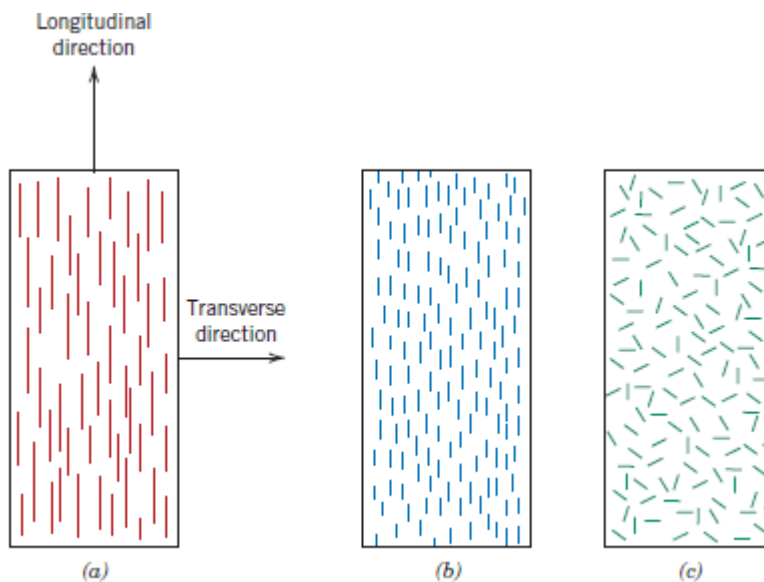 Longitudinal
direction
Transverse
direction
(a)
(b)
(c)